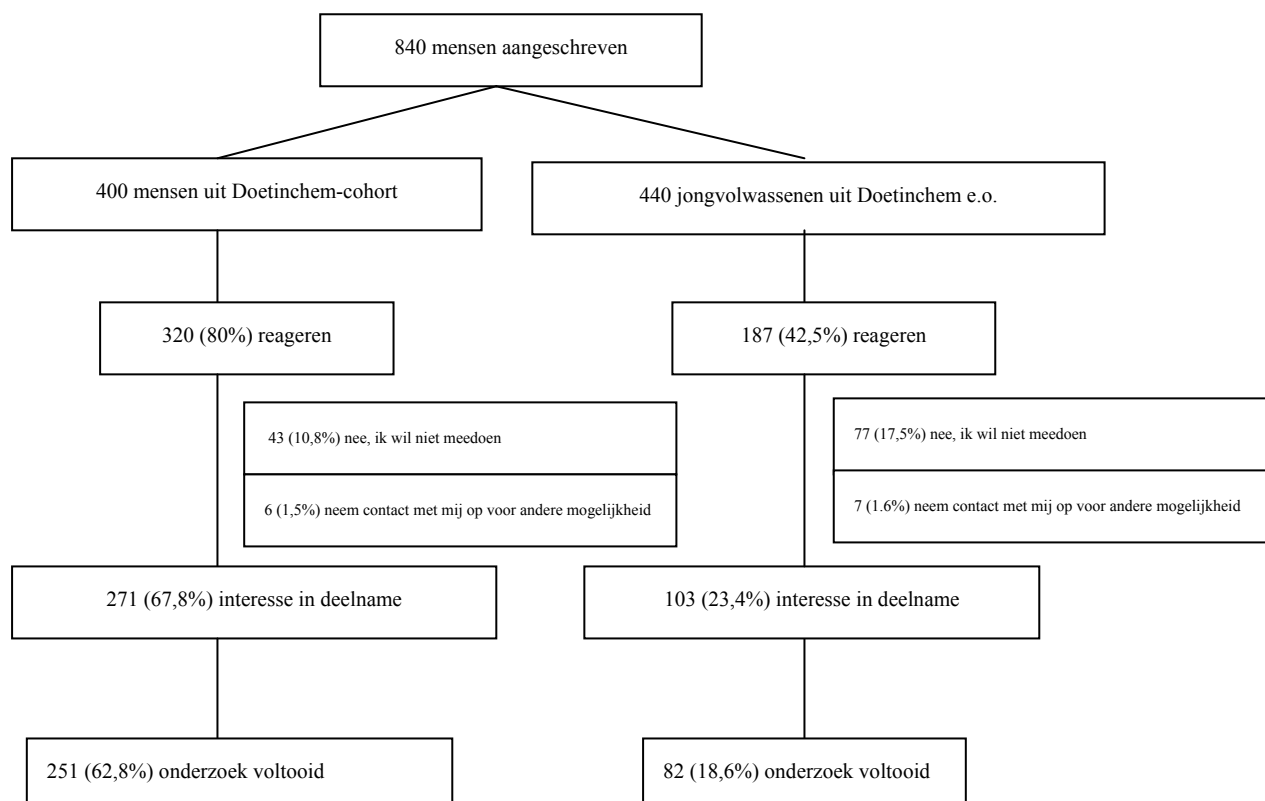 840 mensen aangeschreven
400 mensen uit Doetinchem-cohort
440 jongvolwassenen uit Doetinchem e.o.
320 (80%) reageren
187 (42,5%) reageren
43 (10,8%) nee, ik wil niet meedoen
6 (1,5%) neem contact met mij op voor andere mogelijkheid
77 (17,5%) nee, ik wil niet meedoen
7 (1.6%) neem contact met mij op voor andere mogelijkheid
271 (67,8%) interesse in deelname
103 (23,4%) interesse in deelname
251 (62,8%) onderzoek voltooid
82 (18,6%) onderzoek voltooid